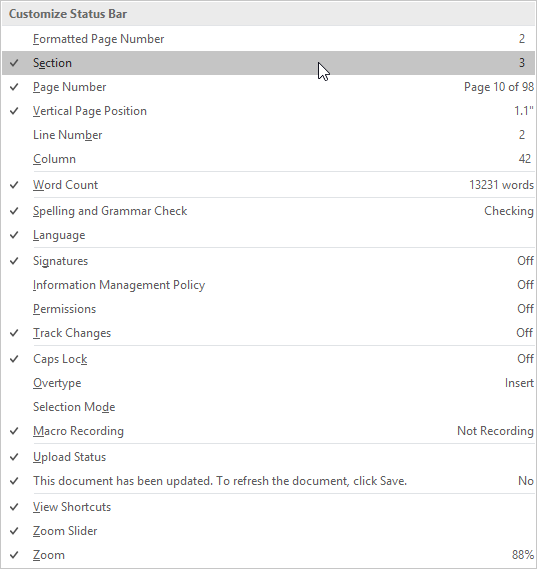 Customize Status Bar
Formatted Page Number 2
Section 3
Page Number Page 10 of 98
Vertical Page Position 1.1"
Line Number 2
Column 42
Word Count 13231 words
Spelling and Grammar Check Checking
Language
Signatures Off
Information Management Policy Off
Permissions Off
Track Changes Off
Caps Lock Off
Overtype Insert
Selection Mode
Macro Recording Not Recording
Upload Status
This document has been updated. To refresh the document, click Save. No
View Shortcuts
Zoom Slider
Zoom 88%